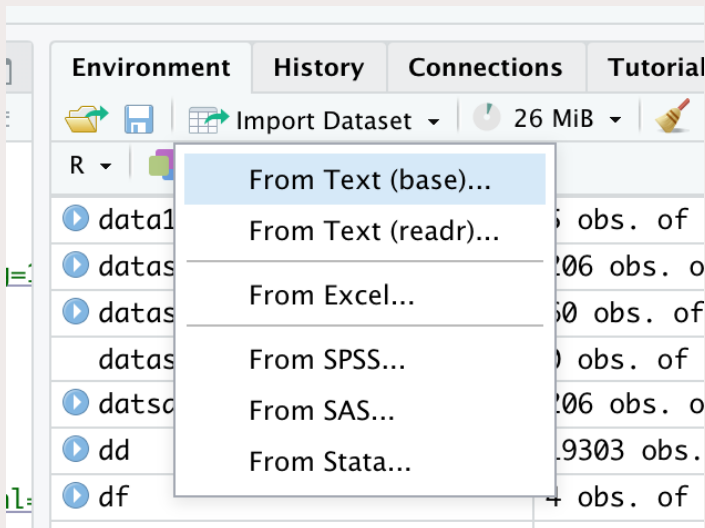 Environment History Connections Tutorial
Import Dataset 26 MiB
R
From Text (base)...
From Text (readr)...
From Excel...
From SPSS...
From SAS...
From Stata...
data1 obs. of
datas 206 obs. o
datas 60 obs. of
datas obs. of
datsa 206 obs. o
dd 19303 obs.
df 4 obs. of